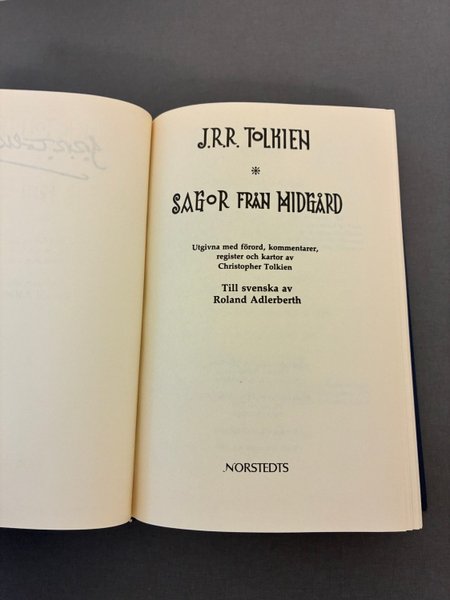 J.R.R. TOLKIEN
*
SAGOR FRÅN MIDGÅRD
Utgivna med förord, kommentarer,
register och kartor av
Christopher Tolkien
Till svenska av
Roland Adlerberth
NORSTEDTS